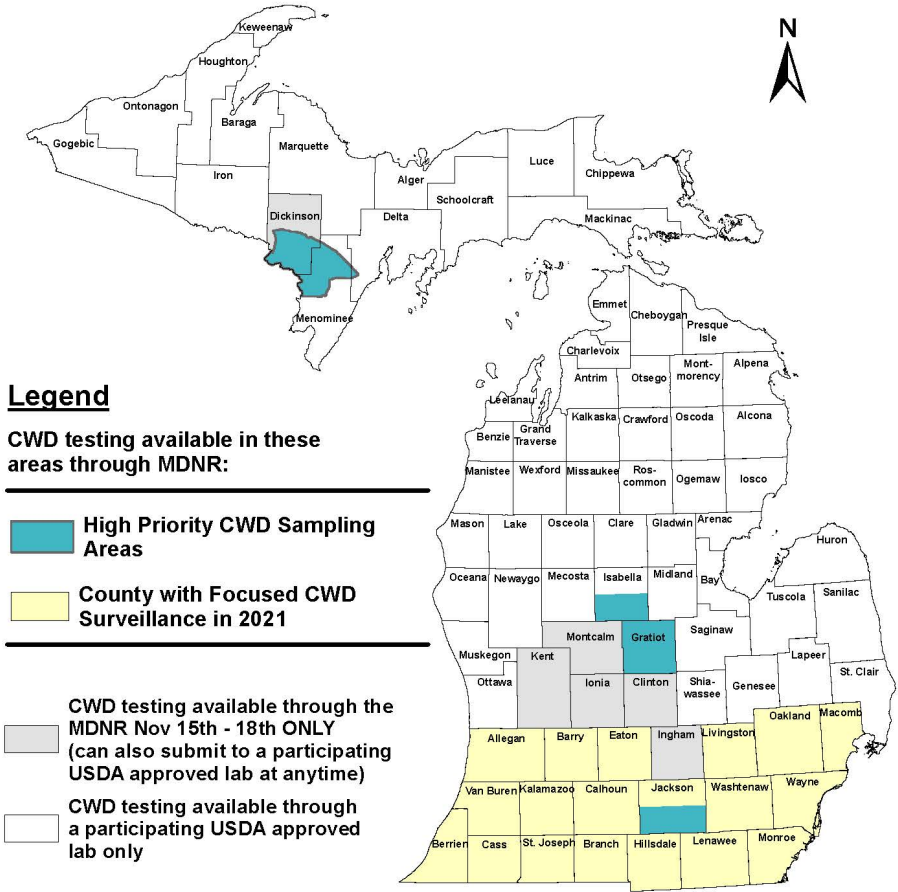 N
Keweenaw
Houghton
Ontonagon
Baraga
Gogebic
Marquette
Iron
Alger
Luce
Chippewa
Schoolcraft
Dickinson
Delta
Mackinac
Menominee
Emmet
Cheboygan
Presque
Isle
Charlevoix
Antrim
Otsego
Mont-
morency
Alpena
Leelanau
Benzie
Grand
Traverse
Kalkaska
Crawford
Oscoda
Alcona
Manistee
Wexford
Missaukee
Ros-
common
Ogemaw
Iosco
Mason
Lake
Osceola
Clare
Gladwin
Arenac
Huron
Oceana
Newaygo
Mecosta
Isabella
Midland
Bay
Tuscola
Sanilac
Muskegon
Montcalm
Gratiot
Saginaw
Kent
Lapeer
St. Clair
Ottawa
Ionia
Clinton
Shia-
wassee
Genesee
Allegan
Barry
Eaton
Ingham
Livingston
Oakland
Macomb
Van Buren
Kalamazoo
Calhoun
Jackson
Washtenaw
Wayne
Berrien
Cass
St. Joseph
Branch
Hillsdale
Lenawee
Monroe
Legend
CWD testing available in these
areas through MDNR:
High Priority CWD Sampling
Areas
County with Focused CWD
Surveillance in 2021
CWD testing available through the
MDNR Nov 15th - 18th ONLY
(can also submit to a participating
USDA approved lab at anytime)
CWD testing available through
a participating USDA approved
lab only